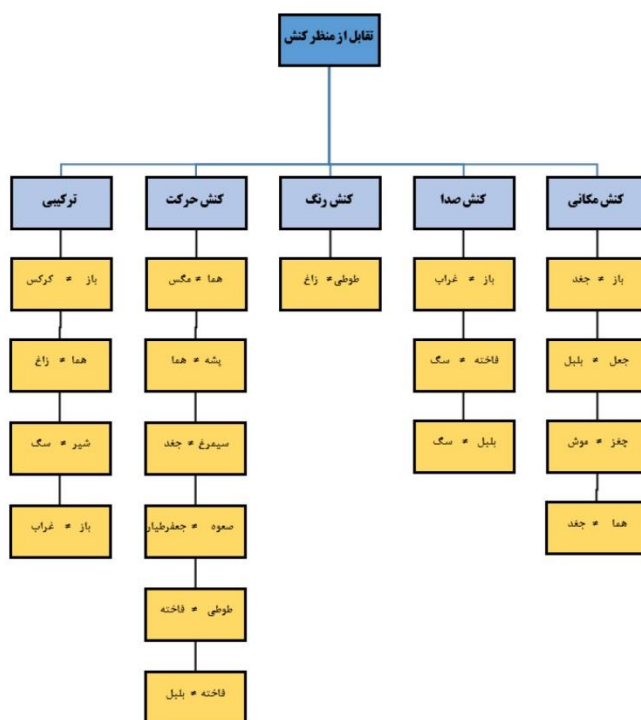 تقابل از منظر کنش
کنش مکانی
کنش صدا
کنش رنگ
کنش حرکت
ترکیبی
باز ≠ جغد
جعل ≠ بلبل
چغز ≠ موش
هما ≠ جغد
باز ≠ غراب
فاخته ≠ سگ
بلبل ≠ سگ
طوطی ≠ زاغ
هما ≠ مگس
پشه ≠ هما
سیمرغ ≠ جغد
صعوه ≠ جعفرطیار
طوطی ≠ فاخته
فاخته ≠ بلبل
باز ≠ کرکس
هما ≠ زاغ
شیر ≠ سگ
باز ≠ غراب